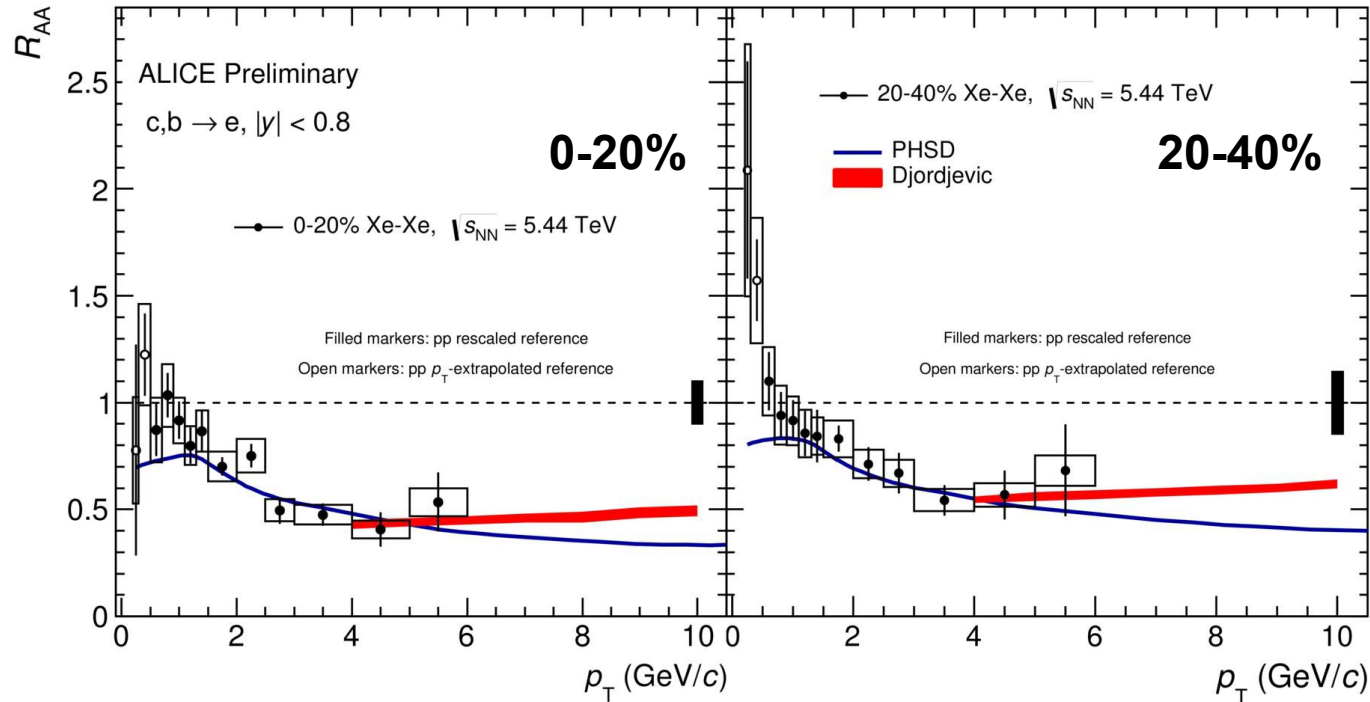 R_AA
ALICE Preliminary
c,b → e, |y| < 0.8
0-20%
0-20% Xe-Xe, √s_NN = 5.44 TeV
Filled markers: pp rescaled reference
Open markers: pp p_T-extrapolated reference
2.5
2
1.5
1
0.5
0
0 2 4 6 8 10
p_T (GeV/c)
20-40% Xe-Xe, √s_NN = 5.44 TeV
PHSD
Djordjevic
20-40%
Filled markers: pp rescaled reference
Open markers: pp p_T-extrapolated reference
0 2 4 6 8 10
p_T (GeV/c)